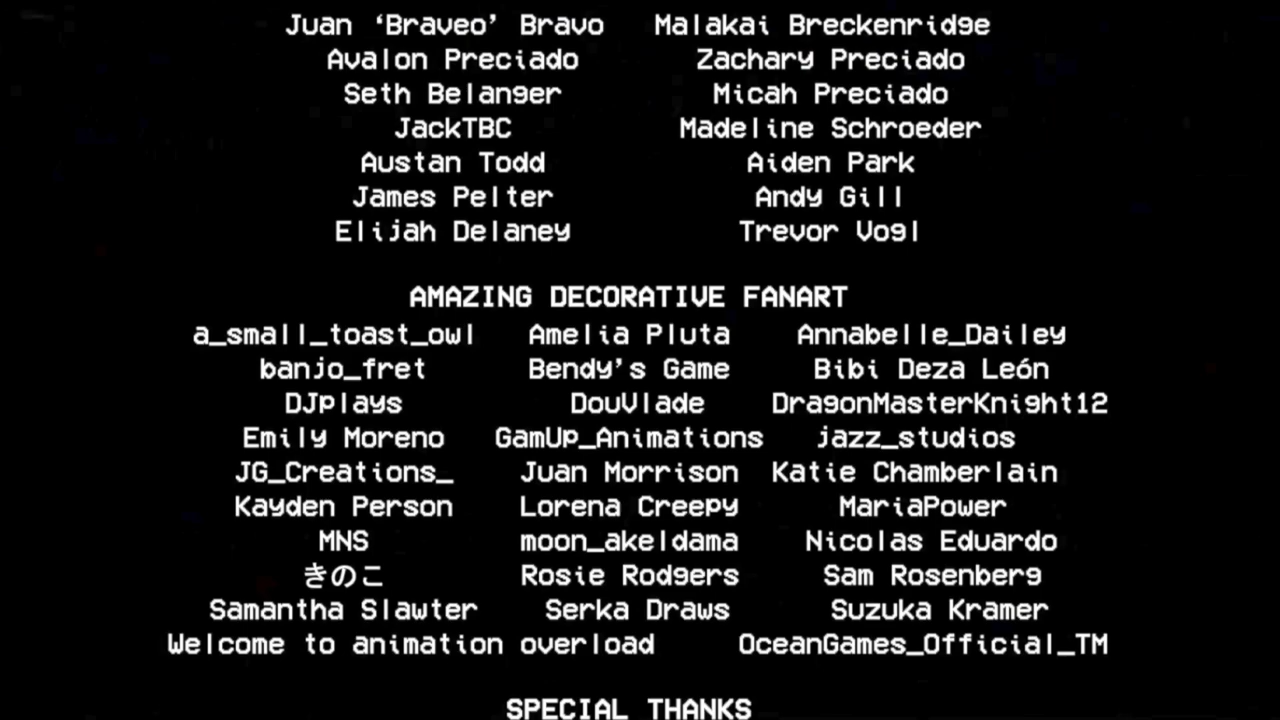 Juan ‘Braveo’ Bravo Malakai Breckenridge
Avalon Preciado Zachary Preciado
Seth Belanger Micah Preciado
JackTBC Madeline Schroeder
Austan Todd Aiden Park
James Pelter Andy Gill
Elijah Delaney Trevor Vogl
AMAZING DECORATIVE FANART
a_small_toast_owl Amelia Pluta Annabelle_Dailey
banjo_fret Bendy’s Game Bibi Deza León
DJplays DouVlade DragonMasterKnight12
Emily Moreno GamUp_Animations jazz_studios
JG_Creations_ Juan Morrison Katie Chamberlain
Kayden Person Lorena Creepy MariaPower
MNS moon_akeldama Nicolas Eduardo
きのこ Rosie Rodgers Sam Rosenberg
Samantha Slawter Serka Draws Suzuka Kramer
Welcome to animation overload OceanGames_Official_TM
SPECIAL THANKS